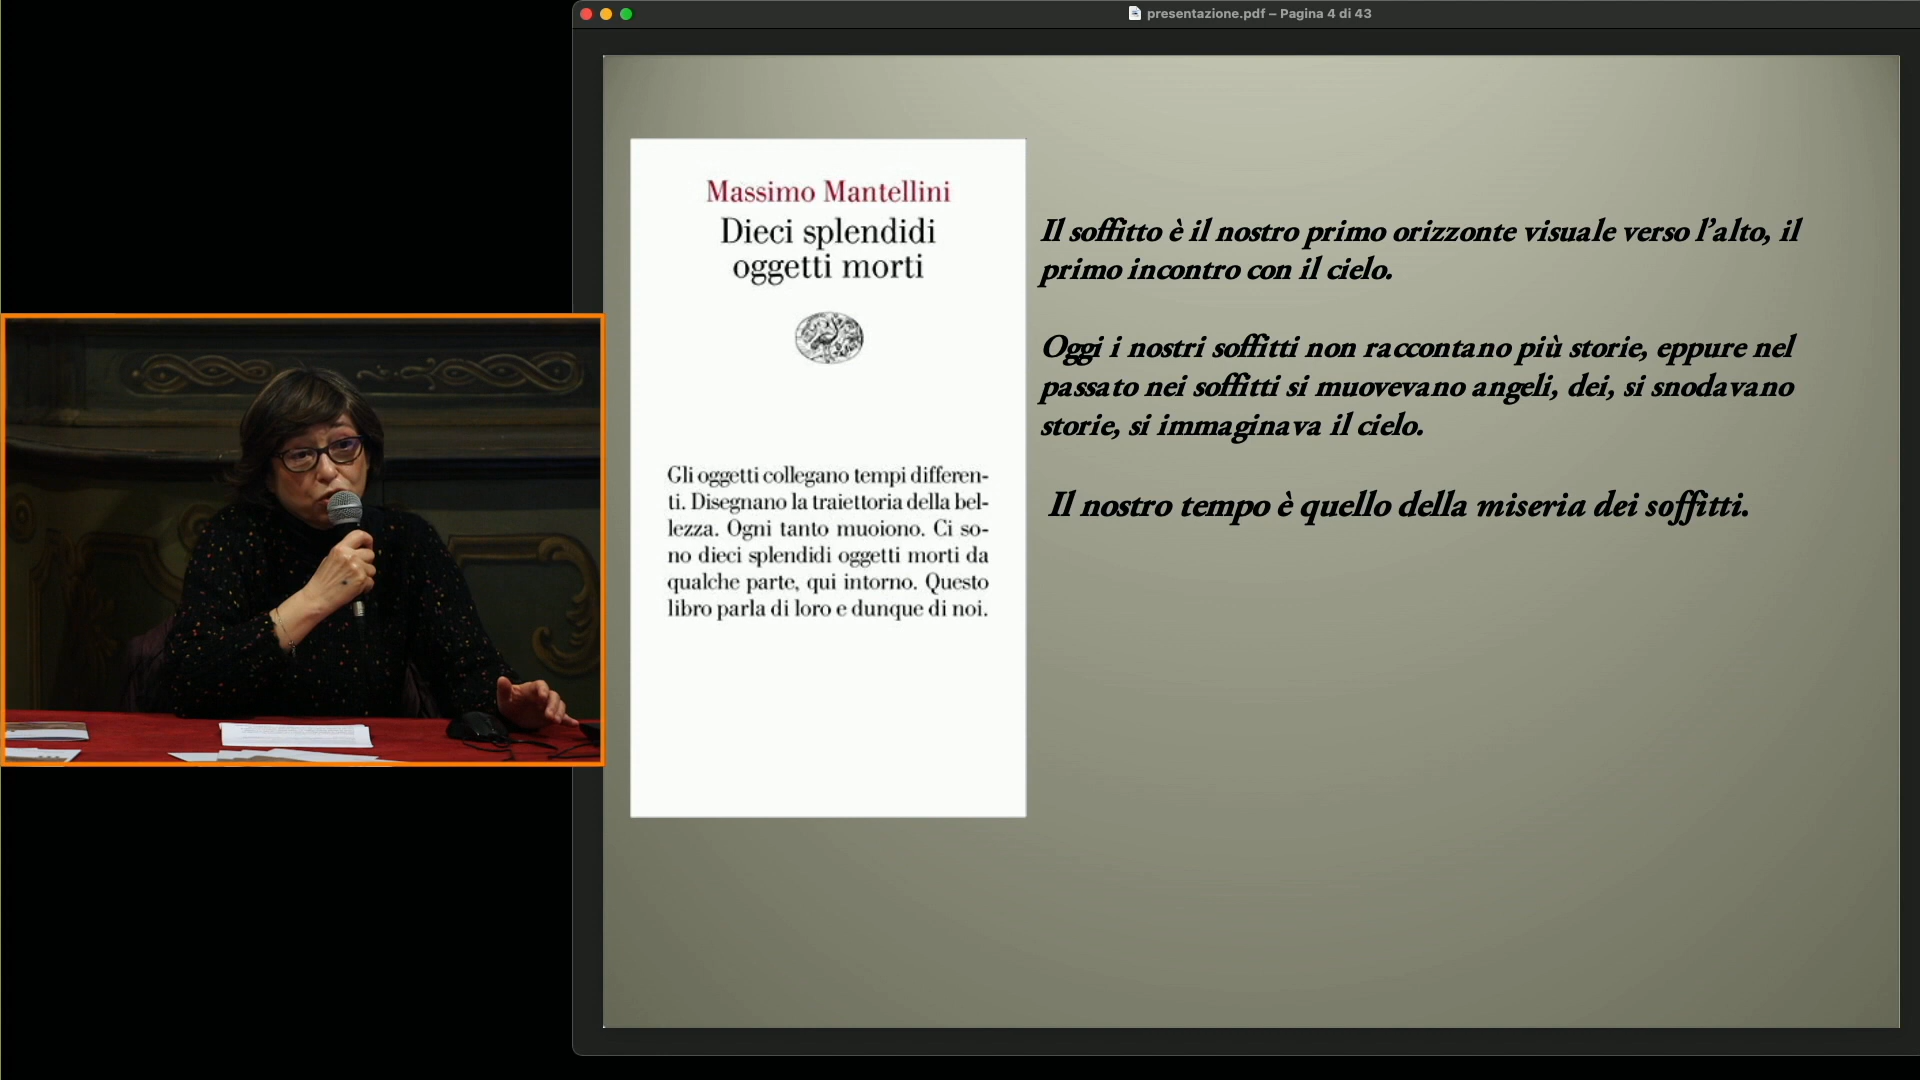 presentazione.pdf – Pagina 4 di 43
Massimo Mantellini
Dieci splendidi
oggetti morti
Gli oggetti collegano tempi differen-
ti. Disegnano la traiettoria della bel-
lezza. Ogni tanto muoiono. Ci so-
no dieci splendidi oggetti morti da
qualche parte, qui intorno. Questo
libro parla di loro e dunque di noi.
Il soffitto è il nostro primo orizzonte visuale verso l’alto, il
primo incontro con il cielo.
Oggi i nostri soffitti non raccontano più storie, eppure nel
passato nei soffitti si muovevano angeli, dei, si snodavano
storie, si immaginava il cielo.
Il nostro tempo è quello della miseria dei soffitti.